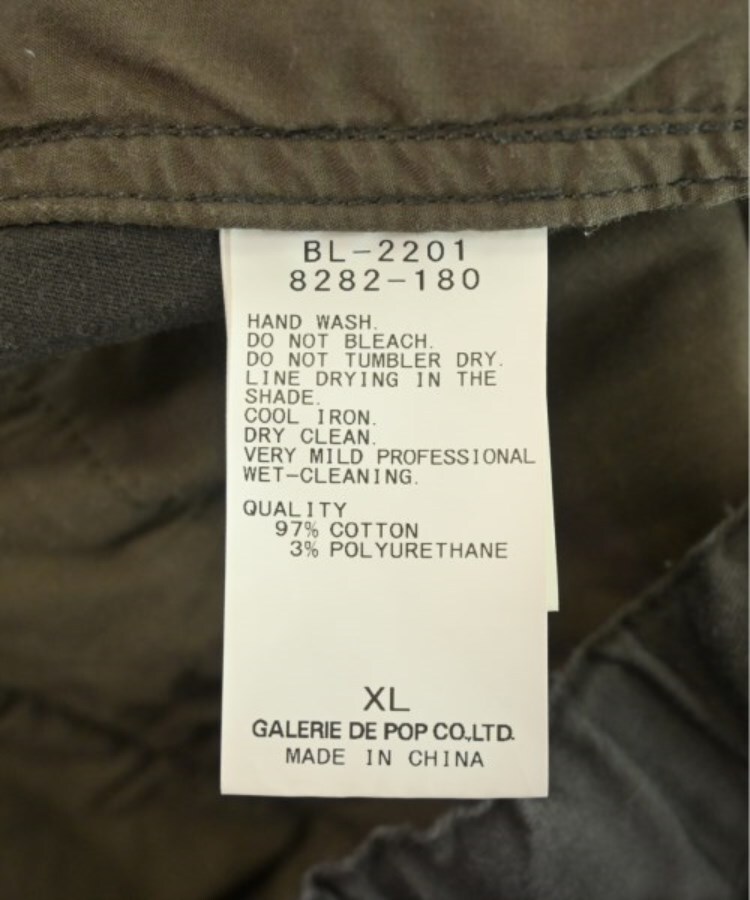 BL-2201
8282-180
HAND WASH.
DO NOT BLEACH.
DO NOT TUMBLER DRY.
LINE DRYING IN THE
SHADE.
COOL IRON.
DRY CLEAN.
VERY MILD PROFESSIONAL
WET-CLEANING.
QUALITY
97% COTTON
3% POLYURETHANE
XL
GALERIE DE POP CO.,LTD.
MADE IN CHINA